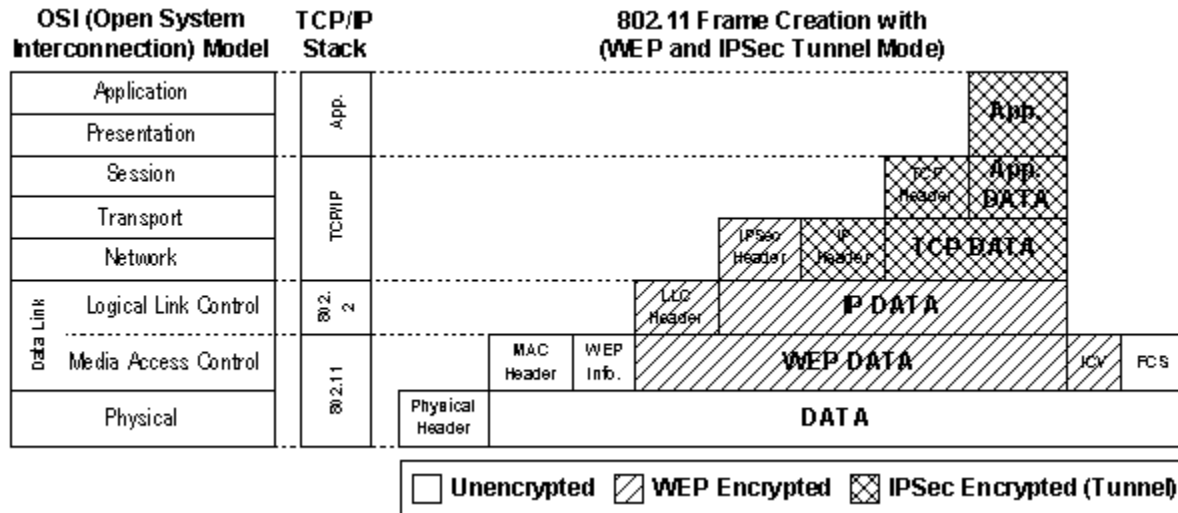 OSI (Open System
Interconnection) Model
TCP/IP
Stack
802.11 Frame Creation with
(WEP and IPSec Tunnel Mode)
Application
Presentation
Session
Transport
Network
Data Link
Logical Link Control
Media Access Control
Physical
App.
TCP/IP
802.
2
802.11
App.
TCP
Header
App.
DATA
IPSec
Header
IP
Header
TCP DATA
LLC
Header
IP DATA
MAC
Header
WEP
Info.
WEP DATA
ICV
FCS
Physical
Header
DATA
Unencrypted
WEP Encrypted
IPSec Encrypted (Tunnel)